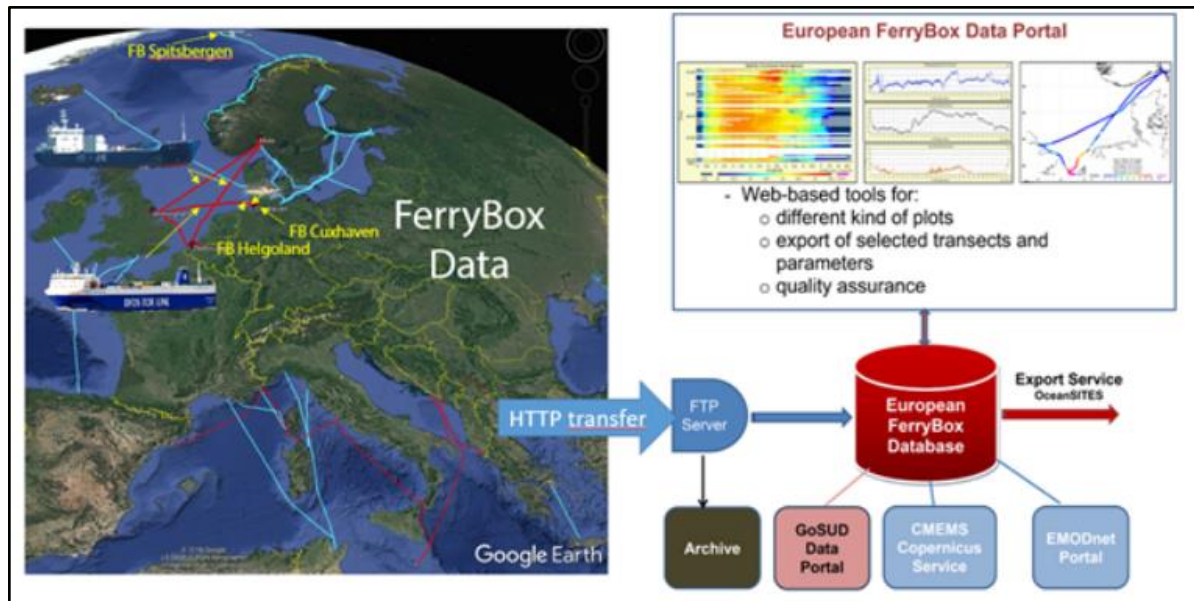 FB Spitsbergen
FB Cuxhaven
FB Helgoland
FerryBox
Data
Google Earth
European FerryBox Data Portal
- Web-based tools for:
o different kind of plots
o export of selected transects and
parameters
o quality assurance
HTTP transfer
FTP
Server
European
FerryBox
Database
Export Service
OceanSITES
Archive
GoSUD
Data
Portal
CMEMS
Copernicus
Service
EMODnet
Portal